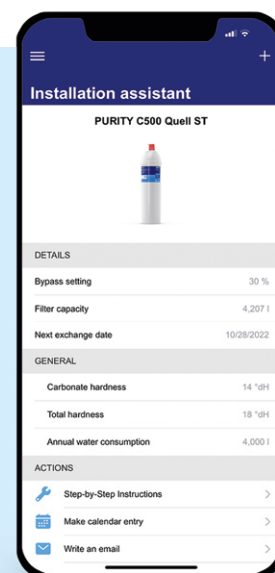 Installation assistant
PURITY C500 Quell ST
DETAILS
Bypass setting 30 %
Filter capacity 4,207 l
Next exchange date 10/28/2022
GENERAL
Carbonate hardness 14 °dH
Total hardness 18 °dH
Annual water consumption 4,000 l
ACTIONS
Step-by-Step Instructions
Make calendar entry
Write an email